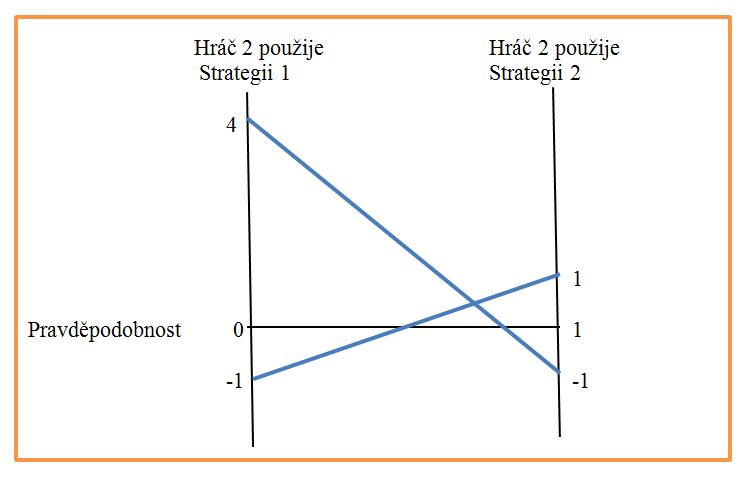 Hráč 2 použije
Strategii 1
Hráč 2 použije
Strategii 2
4
1
Pravděpodobnost
0
1
-1
-1